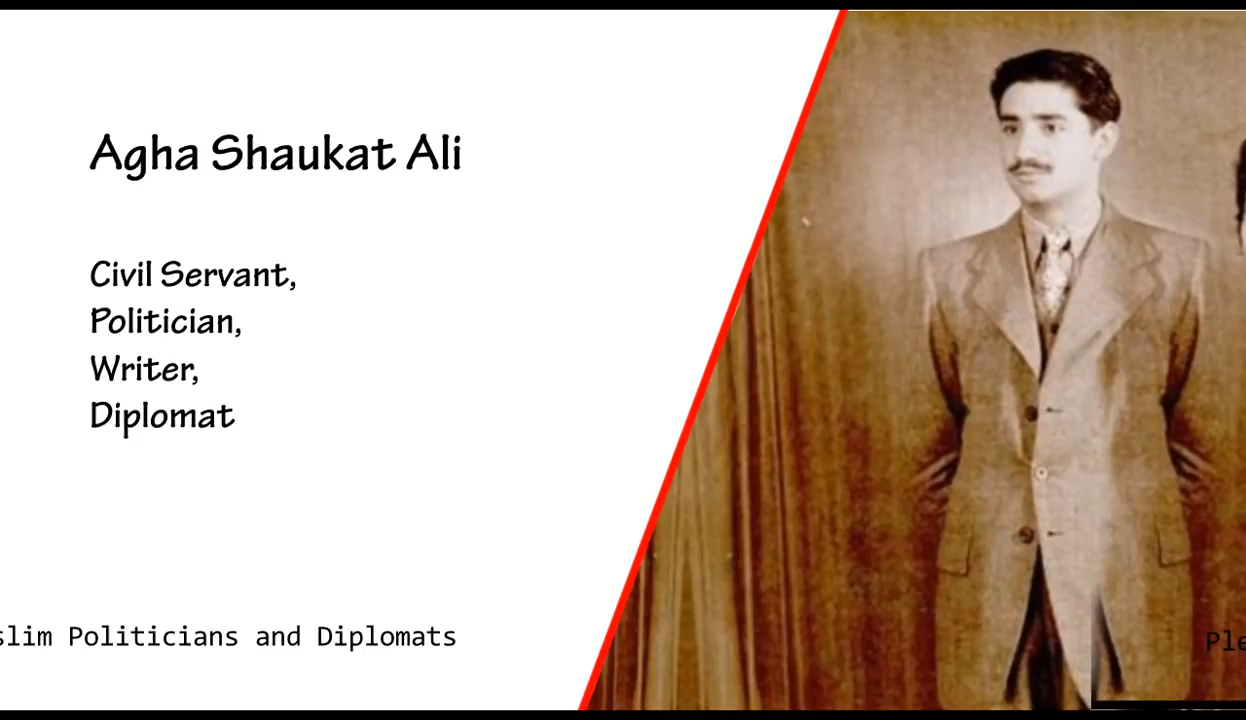 Agha Shaukat Ali
Civil Servant,
Politician,
Writer,
Diplomat
slim Politicians and Diplomats
Ple